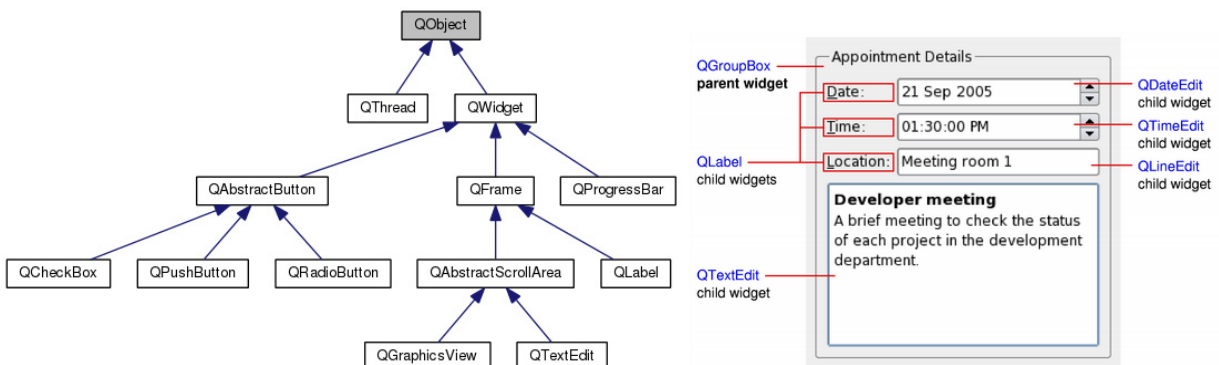 QObject
QThread
QWidget
QAbstractButton
QFrame
QProgressBar
QCheckBox
QPushButton
QRadioButton
QAbstractScrollArea
QLabel
QGraphicsView
QTextEdit
QGroupBox
parent widget
QLabel
child widgets
QTextEdit
child widget
Appointment Details
Date:
21 Sep 2005
Time:
01:30:00 PM
Location:
Meeting room 1
Developer meeting
A brief meeting to check the status
of each project in the development
department.
QDateEdit
child widget
QTimeEdit
child widget
QLineEdit
child widget